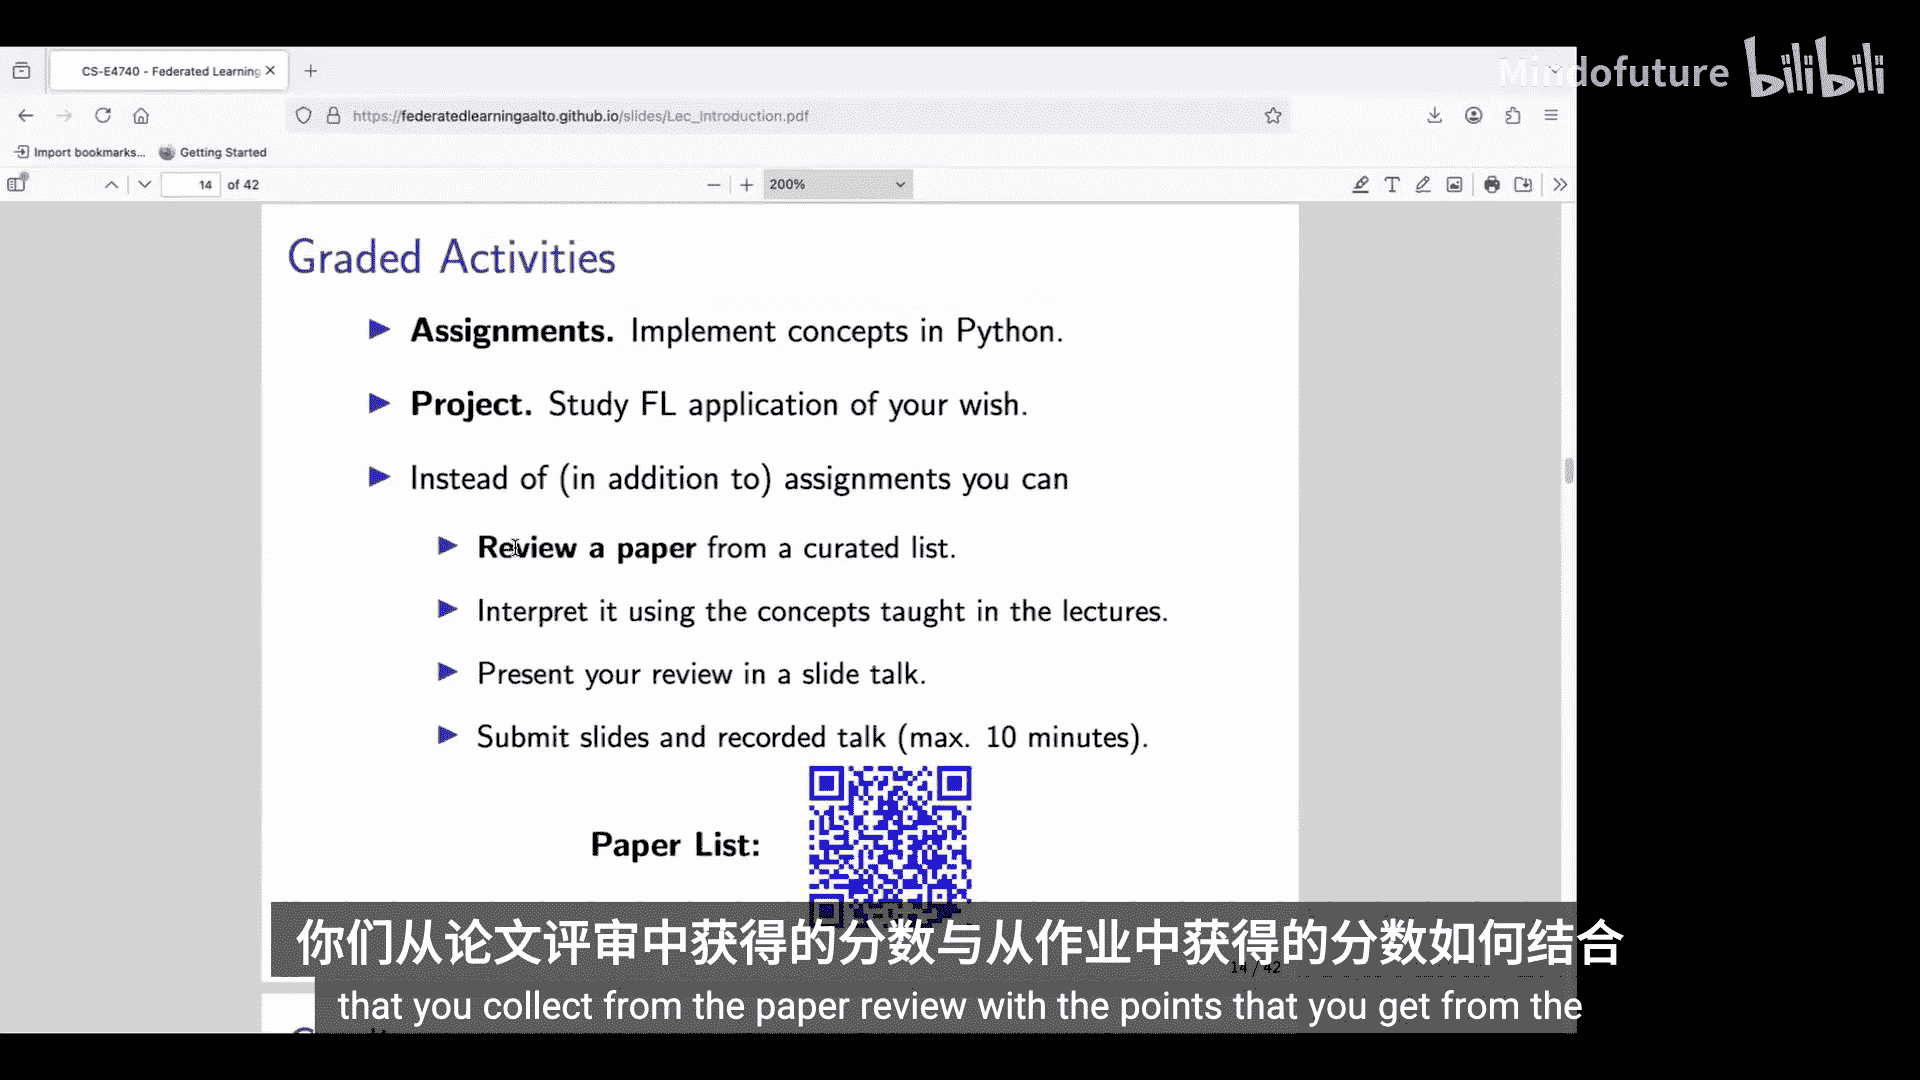 Mindofuture bilibili
CS-E4740 - Federated Learning
https://federatedlearningaalto.github.io/slides/Lec_Introduction.pdf
Import bookmarks... Getting Started
14 of 42
200%
Graded Activities
Assignments. Implement concepts in Python.
Project. Study FL application of your wish.
Instead of (in addition to) assignments you can
Review a paper from a curated list.
Interpret it using the concepts taught in the lectures.
Present your review in a slide talk.
Submit slides and recorded talk (max. 10 minutes).
Paper List:
你们从论文评审中获得的分数与从作业中获得的分数如何结合
14 / 42
that you collect from the paper review with the points that you get from the